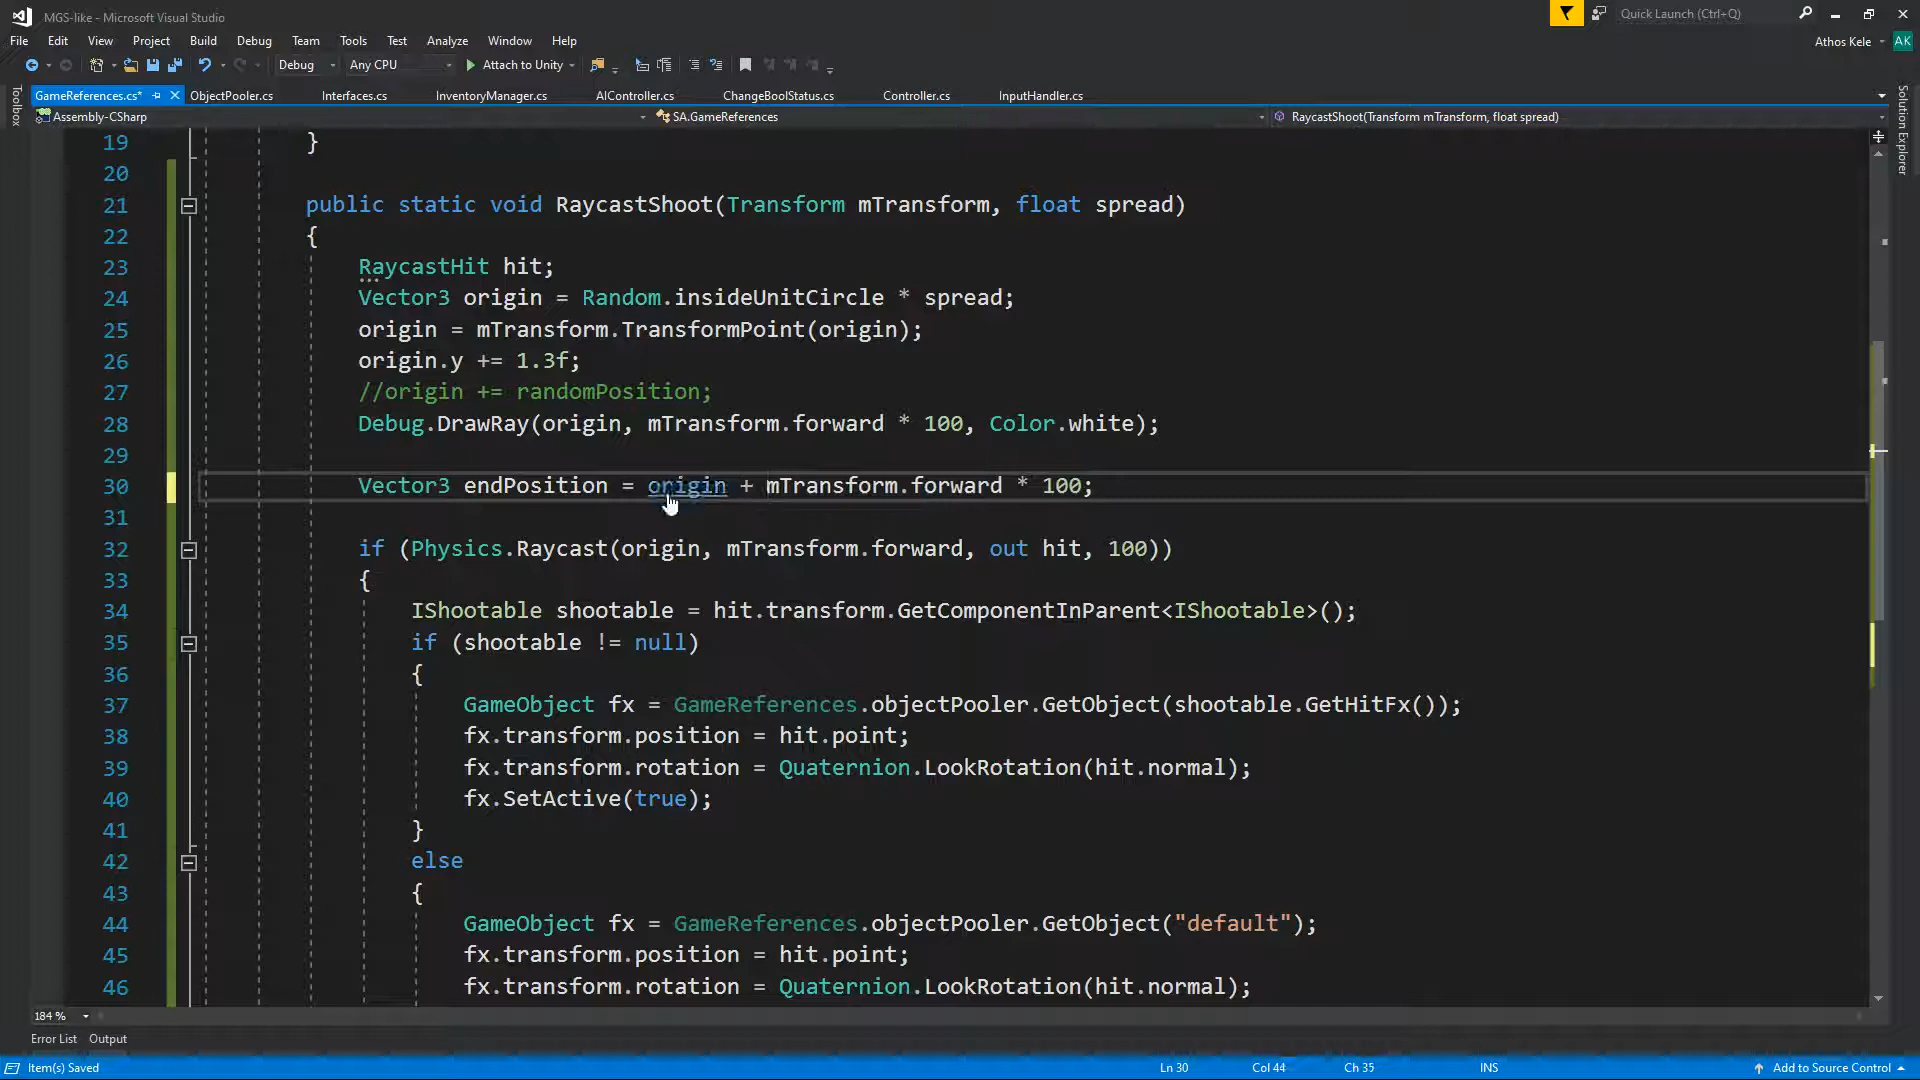 MGS-like - Microsoft Visual Studio
Quick Launch (Ctrl+Q)
File Edit View Project Build Debug Team Tools Test Analyze Window Help
Athos Kele AK
Debug Any CPU Attach to Unity
GameReferences.cs* ObjectPooler.cs Interfaces.cs InventoryManager.cs AIController.cs ChangeBoolStatus.cs Controller.cs InputHandler.cs
Assembly-CSharp SA.GameReferences RaycastShoot(Transform mTransform, float spread)
Toolbox
Solution Explorer
19 }
20
21 public static void RaycastShoot(Transform mTransform, float spread)
22 {
23 RaycastHit hit;
24 Vector3 origin = Random.insideUnitCircle * spread;
25 origin = mTransform.TransformPoint(origin);
26 origin.y += 1.3f;
27 //origin += randomPosition;
28 Debug.DrawRay(origin, mTransform.forward * 100, Color.white);
29
30 Vector3 endPosition = origin + mTransform.forward * 100;
31
32 if (Physics.Raycast(origin, mTransform.forward, out hit, 100))
33 {
34 IShootable shootable = hit.transform.GetComponentInParent<IShootable>();
35 if (shootable != null)
36 {
37 GameObject fx = GameReferences.objectPooler.GetObject(shootable.GetHitFx());
38 fx.transform.position = hit.point;
39 fx.transform.rotation = Quaternion.LookRotation(hit.normal);
40 fx.SetActive(true);
41 }
42 else
43 {
44 GameObject fx = GameReferences.objectPooler.GetObject("default");
45 fx.transform.position = hit.point;
46 fx.transform.rotation = Quaternion.LookRotation(hit.normal);
184 %
Error List Output
Item(s) Saved Ln 30 Col 44 Ch 35 INS Add to Source Control